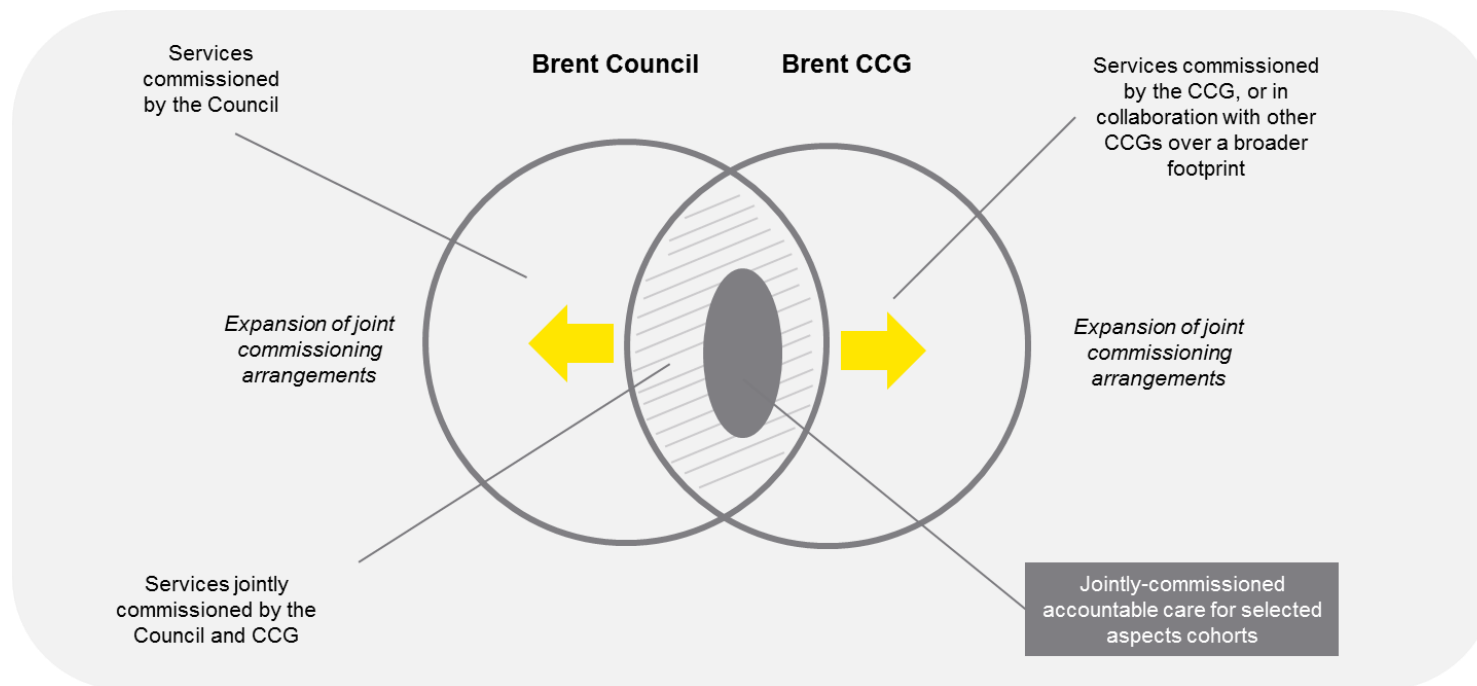 Services
commissioned
by the Council
Brent Council
Brent CCG
Services commissioned
by the CCG, or in
collaboration with other
CCGs over a broader
footprint
Expansion of joint
commissioning
arrangements
Expansion of joint
commissioning
arrangements
Services jointly
commissioned by the
Council and CCG
Jointly-commissioned
accountable care for selected
aspects cohorts